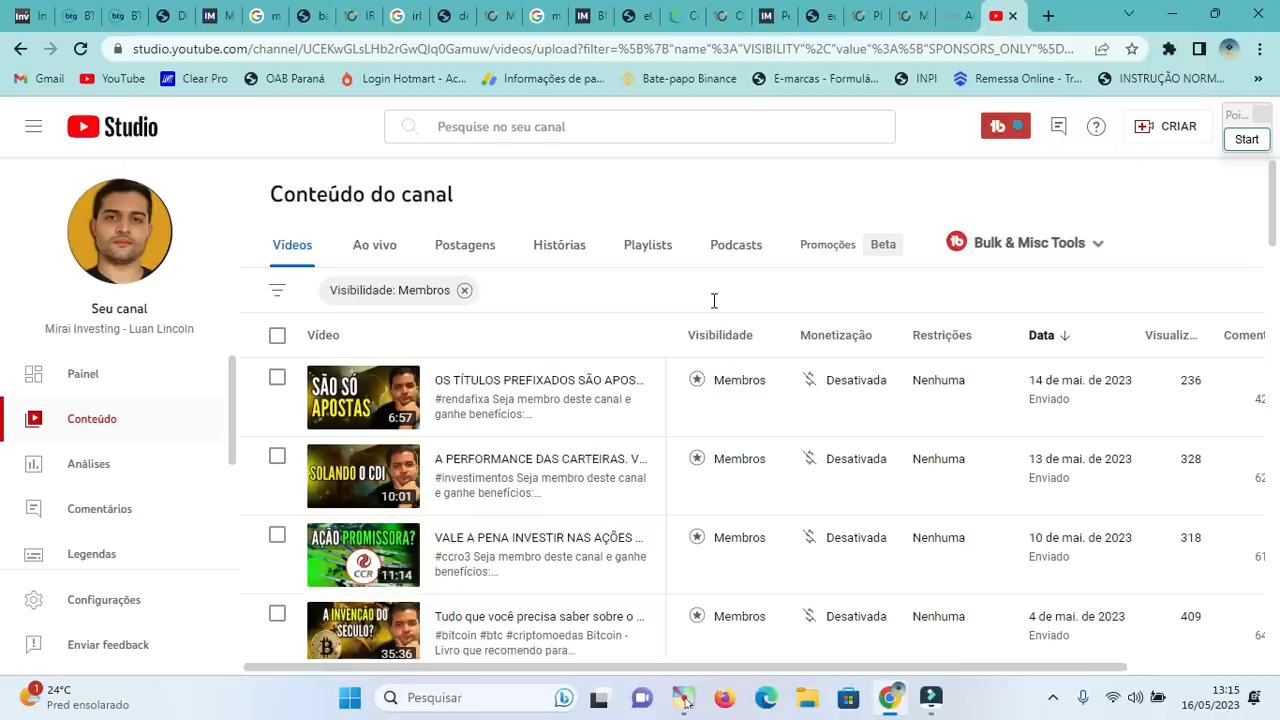 studio.youtube.com/channel/UCEKwGLsLHb2rGwQlq0Gamuw/videos/upload?filter=%5B%7B"name"%3A"VISIBILITY"%2C"value"%3A%5B"SPONSORS_ONLY"%5D...
Gmail YouTube Clear Pro OAB Paraná Login Hotmart - Ac... Informações de pa... Bate-papo Binance E-marcas - Formulá... INPI Remessa Online - Tr... INSTRUÇÃO NORM... »
Studio
Pesquise no seu canal
CRIAR
Poi...
Start
Seu canal
Mirai Investing - Luan Lincoln
Painel
Conteúdo
Análises
Comentários
Legendas
Configurações
Enviar feedback
Conteúdo do canal
Vídeos Ao vivo Postagens Histórias Playlists Podcasts Promoções Beta Bulk & Misc Tools
Visibilidade: Membros
Vídeo Visibilidade Monetização Restrições Data Visualiz... Coment
SÃO SÓ
APOSTAS
6:57
OS TÍTULOS PREFIXADOS SÃO APOS...
#rendafixa Seja membro deste canal e
ganhe benefícios:...
Membros Desativada Nenhuma 14 de mai. de 2023 236
Enviado 42
SOLANDO O CDI
10:01
A PERFORMANCE DAS CARTEIRAS. V...
#investimentos Seja membro deste canal
e ganhe benefícios:...
Membros Desativada Nenhuma 13 de mai. de 2023 328
Enviado 62
AÇÃO PROMISSORA?
CCR
11:14
VALE A PENA INVESTIR NAS AÇÕES ...
#ccro3 Seja membro deste canal e ganhe
benefícios:...
Membros Desativada Nenhuma 10 de mai. de 2023 318
Enviado 61
A INVENÇÃO DO
SÉCULO?
35:36
Tudo que você precisa saber sobre o ...
#bitcoin #btc #criptomoedas Bitcoin -
Livro que recomendo para...
Membros Desativada Nenhuma 4 de mai. de 2023 409
Enviado 64
1
24°C
Pred ensolarado
Pesquisar
13:15
16/05/2023